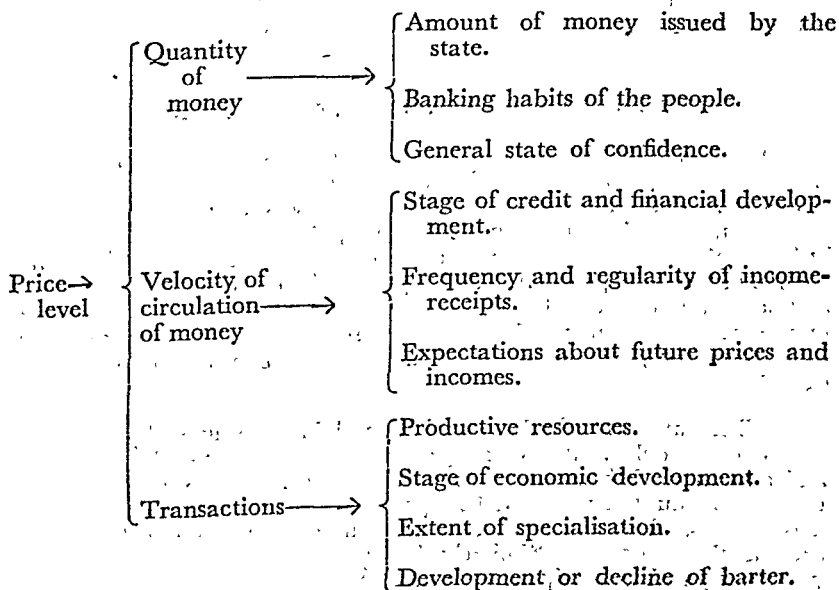 Price level
Quantity
of
money
Amount of money issued by the
state.
Banking habits of the people.
General state of confidence.
Velocity of
circulation
of money
Stage of credit and financial develop-
ment.
Frequency and regularity of income-
receipts.
Expectations about future prices and
incomes.
Transactions
Productive resources.
Stage of economic development.
Extent of specialisation.
Development or decline of barter.